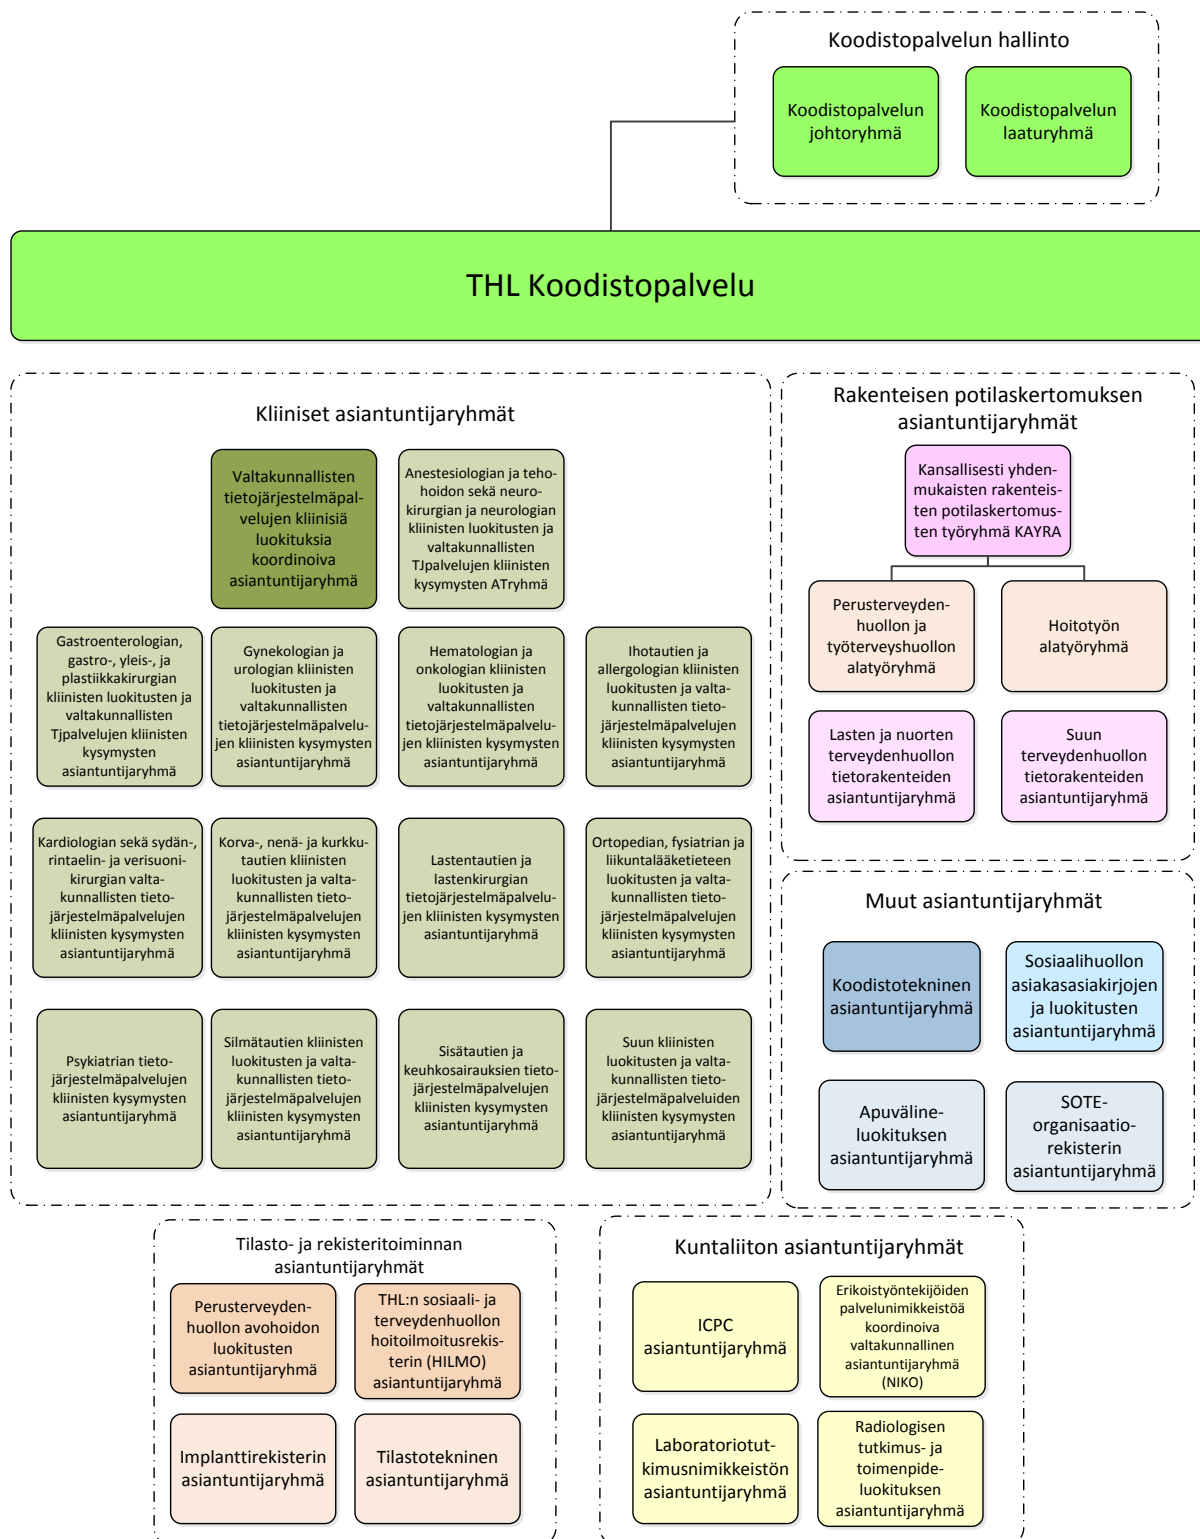 Koodistopalvelun hallinto
Koodistopalvelun
johtoryhmä
Koodistopalvelun
laaturyhmä
THL Koodistopalvelu
Kliiniset asiantuntijaryhmät
Valtakunnallisten
tietojärjestelmäpal-
velujen kliinisiä
luokituksia
koordinoiva
asiantuntijaryhmä
Anestesiologian ja teho-
hoidon sekä neuro-
kirurgian ja neurologian
kliinisten luokitusten ja
valtakunnallisten
TJpalvelujen kliinisten
kysymysten ATryhmä
Gastroenterologian,
gastro-, yleis-, ja
plastiikkakirurgian
kliinisten luokitusten ja
valtakunnallisten
Tjpalvelujen kliinisten
kysymysten
asiantuntijaryhmä
Gynekologian ja
urologian kliinisten
luokitusten ja
valtakunnallisten
tietojärjestelmäpalvelu-
jen kliinisten kysymysten
asiantuntijaryhmä
Hematologian ja
onkologian kliinisten
luokitusten ja
valtakunnallisten
tietojärjestelmäpalvelu-
jen kliinisten kysymysten
asiantuntijaryhmä
Ihotautien ja
allergologian kliinisten
luokitusten ja valta-
kunnallisten tieto-
järjestelmäpalvelujen
kliinisten kysymysten
asiantuntijaryhmä
Kardiologian sekä sydän-,
rintaelin- ja verisuoni-
kirurgian valta-
kunnallisten tieto-
järjestelmäpalvelujen
kliinisten kysymysten
asiantuntijaryhmä
Korva-, nenä- ja kurkku-
tautien kliinisten
luokitusten ja valta-
kunnallisten tieto-
järjestelmäpalvelujen
kliinisten kysymysten
asiantuntijaryhmä
Lastentautien ja
lastenkirurgian
tietojärjestelmäpalvelu-
jen kliinisten kysymysten
asiantuntijaryhmä
Ortopedian, fysiatrian ja
liikuntalääketieteen
luokitusten ja valta-
kunnallisten tieto-
järjestelmäpalvelujen
kliinisten kysymysten
asiantuntijaryhmä
Psykiatrian tieto-
järjestelmäpalvelujen
kliinisten kysymysten
asiantuntijaryhmä
Silmätautien kliinisten
luokitusten ja valta-
kunnallisten tieto-
järjestelmäpalvelujen
kliinisten kysymysten
asiantuntijaryhmä
Sisätautien ja
keuhkosairauksien tieto-
järjestelmäpalvelujen
kliinisten kysymysten
asiantuntijaryhmä
Suun kliinisten
luokitusten ja valta-
kunnallisten tieto-
järjestelmäpalveluiden
kliinisten kysymysten
asiantuntijaryhmä
Rakenteisen potilaskertomuksen
asiantuntijaryhmät
Kansallisesti yhden-
mukaisten rakenteis-
ten potilaskertomus-
ten työryhmä KAYRA
Perusterveyden-
huollon ja
työterveyshuollon
alatyöryhmä
Hoitotyön
alatyöryhmä
Lasten ja nuorten
terveydenhuollon
tietorakenteiden
asiantuntijaryhmä
Suun
terveydenhuollon
tietorakenteiden
asiantuntijaryhmä
Muut asiantuntijaryhmät
Koodistotekninen
asiantuntijaryhmä
Sosiaalihuollon
asiakasasiakirjojen
ja luokitusten
asiantuntijaryhmä
Apuväline-
luokituksen
asiantuntijaryhmä
SOTE-
organisaatio-
rekisterin
asiantuntijaryhmä
Tilasto- ja rekisteritoiminnan
asiantuntijaryhmät
Perusterveyden-
huollon avohoidon
luokitusten
asiantuntijaryhmä
THL:n sosiaali- ja
terveydenhuollon
hoitoilmoitusrekis-
terin (HILMO)
asiantuntijaryhmä
Implanttirekisterin
asiantuntijaryhmä
Tilastotekninen
asiantuntijaryhmä
Kuntaliiton asiantuntijaryhmät
ICPC
asiantuntijaryhmä
Erikoistyöntekijöiden
palvelunimikkeistöä
koordinoiva
valtakunnallinen
asiantuntijaryhmä
(NIKO)
Laboratoriotut-
kimusnimikkeistön
asiantuntijaryhmä
Radiologisen
tutkimus- ja
toimenpide-
luokituksen
asiantuntijaryhmä